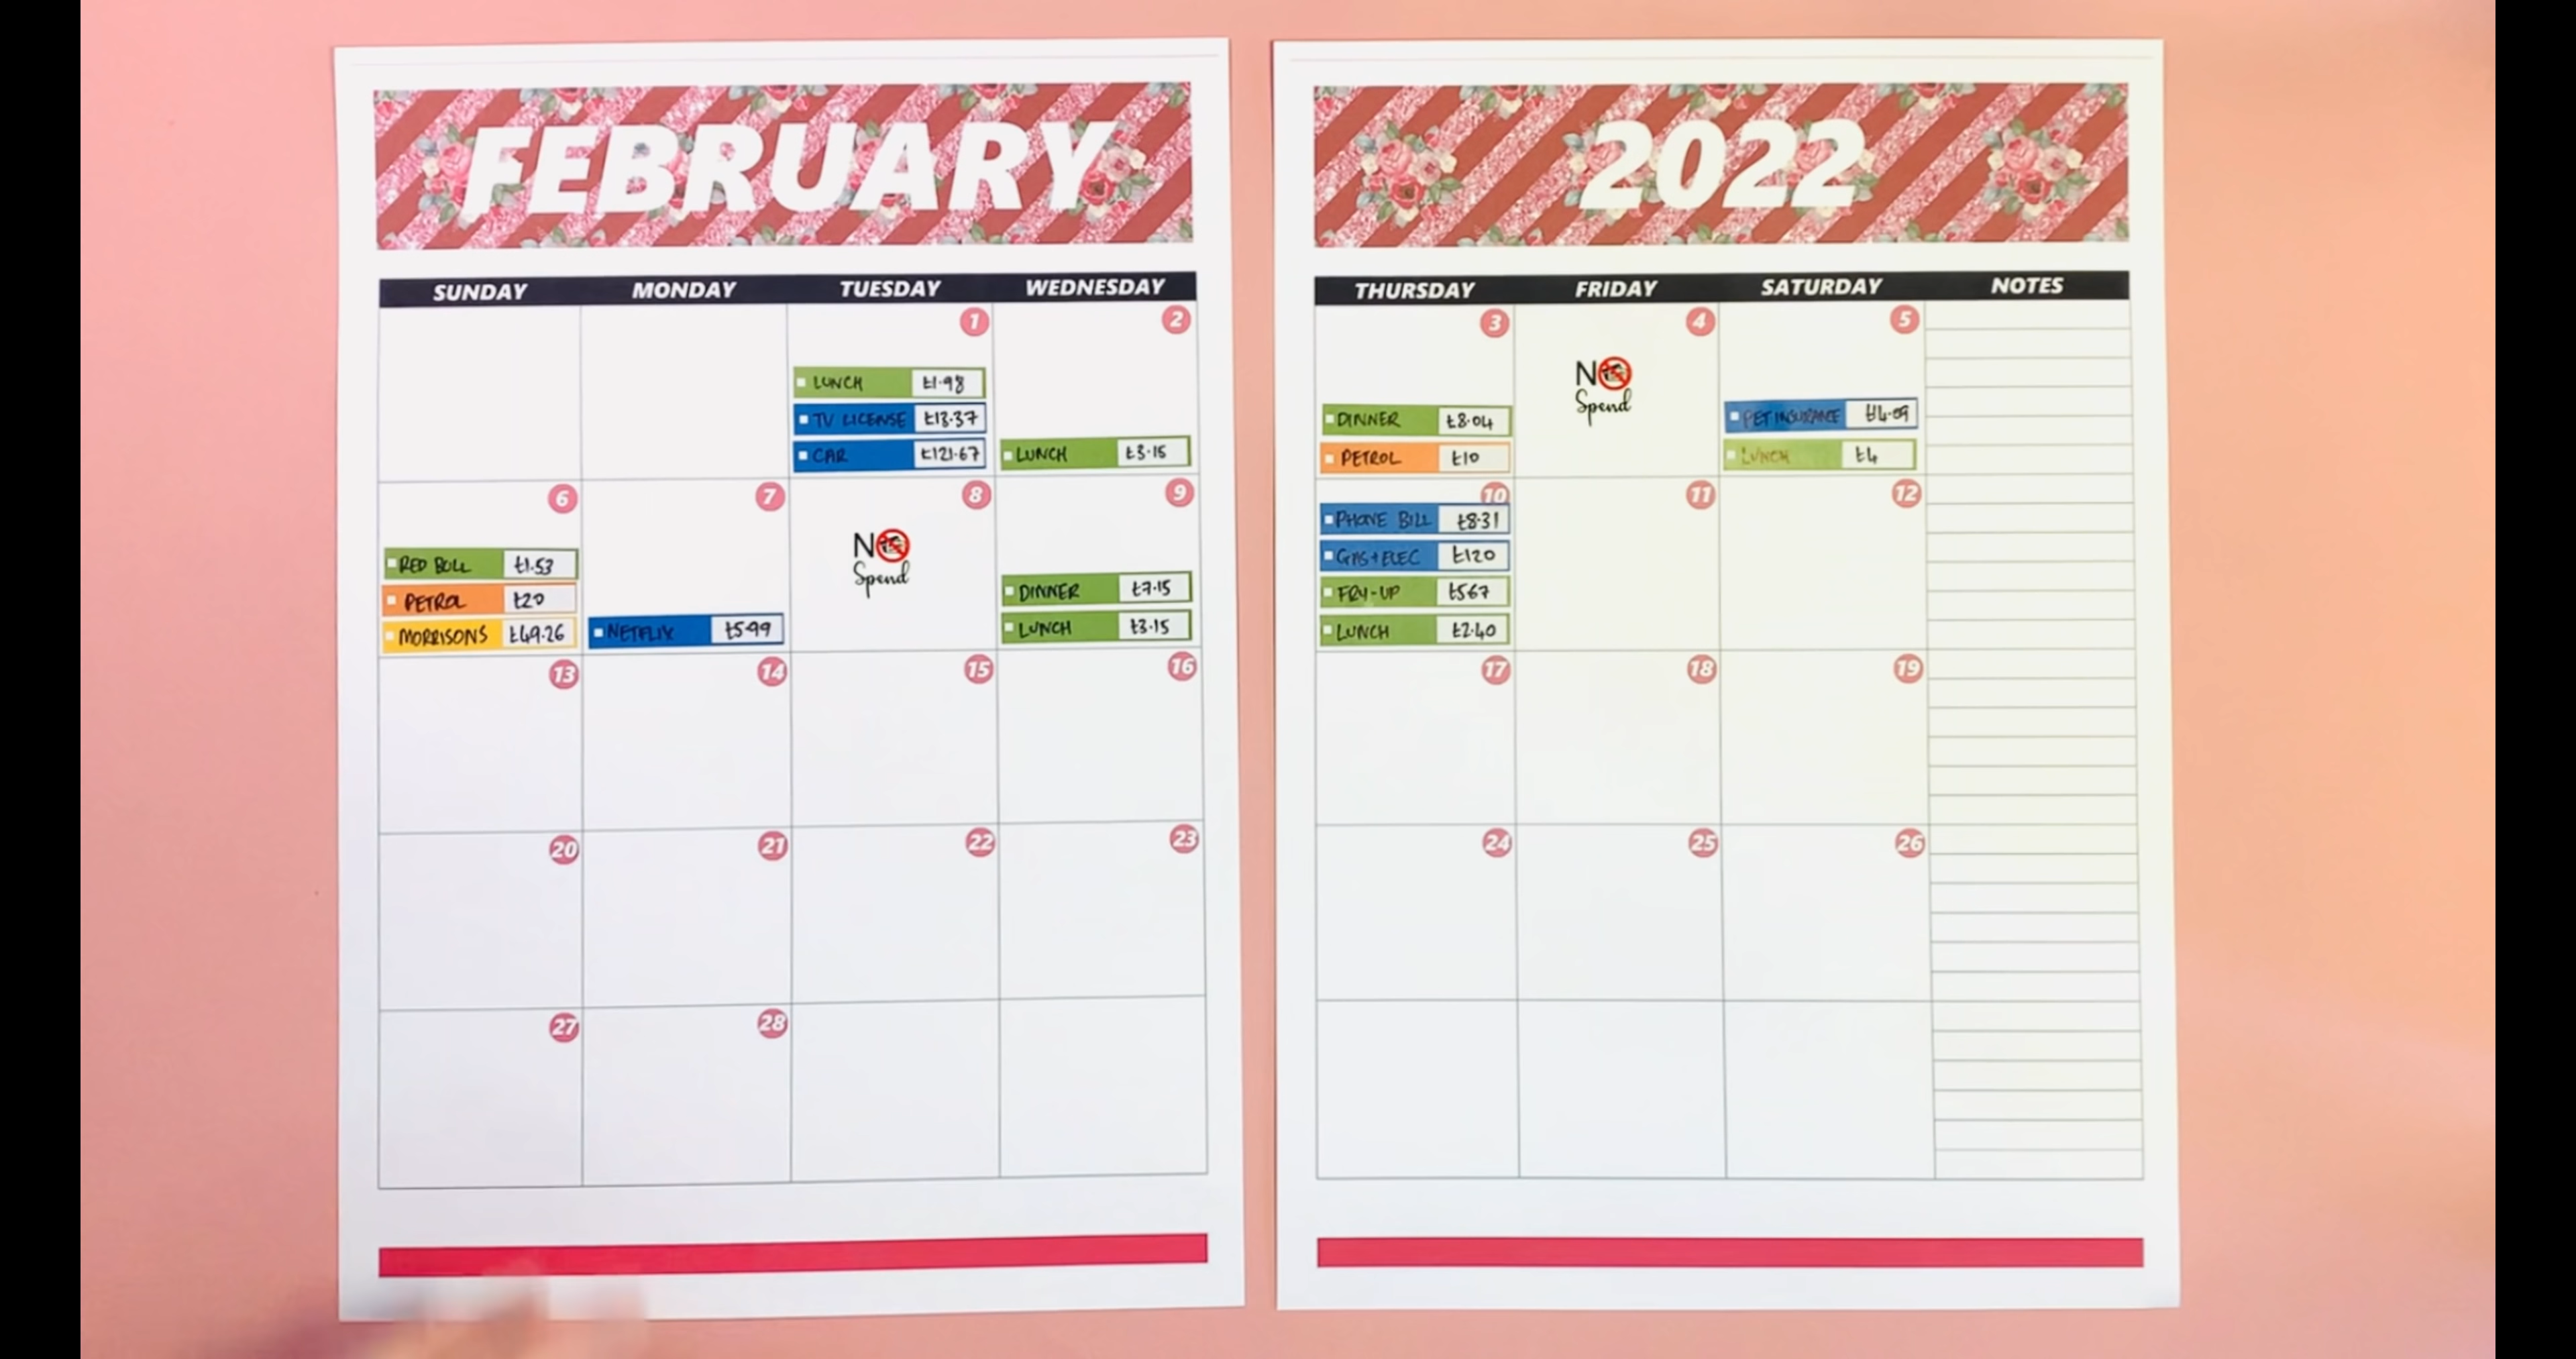 FEBRUARY
2022
SUNDAY MONDAY TUESDAY WEDNESDAY
THURSDAY FRIDAY SATURDAY NOTES
1
LUNCH £1.98
TV LICENSE £13.37
CAR £121.67
2
LUNCH £3.15
3
DINNER £8.04
PETROL £10
4
NO
Spend
5
PET INSURANCE
LUNCH £4
6
RED BULL £1.53
PETROL £20
MORRISONS £49.26
7
NETFLIX £5.99
8
NO
Spend
9
DINNER £7.15
LUNCH £3.15
10
PHONE BILL £8.31
GAS + ELEC £120
FRY-UP £5.67
LUNCH £2.40
11
12
13
14
15
16
17
18
19
20
21
22
23
24
25
26
27
28